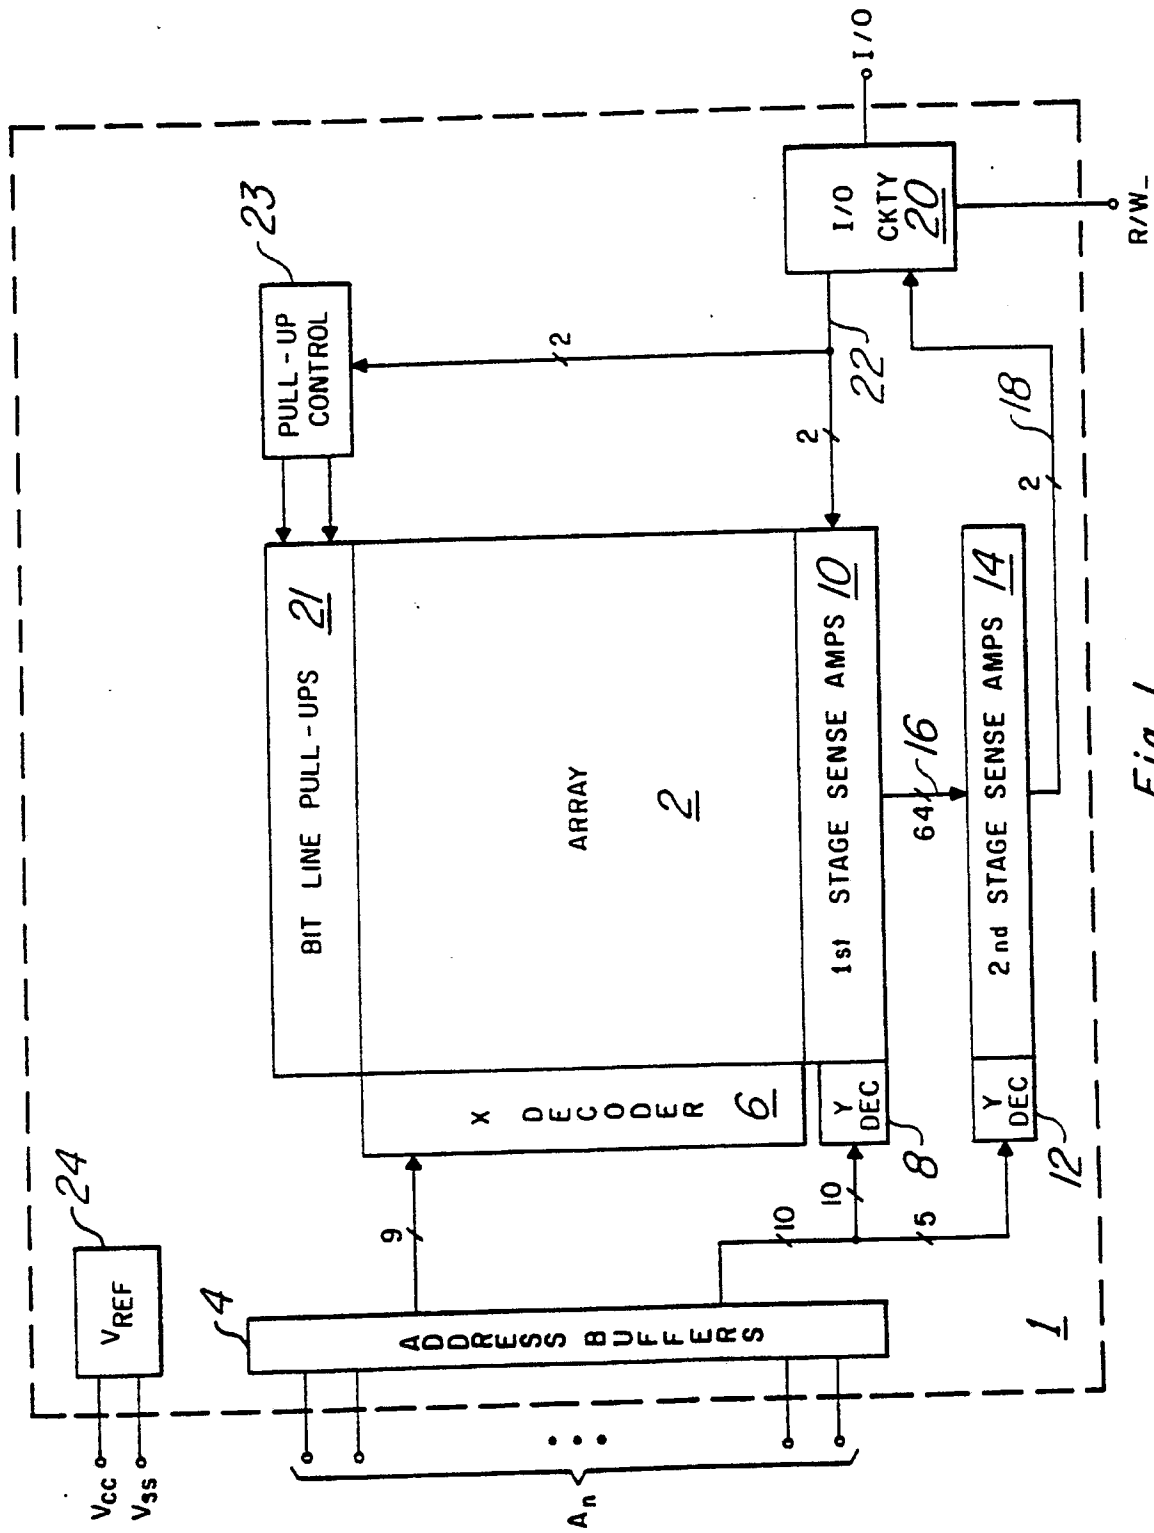 VCC
VSS
VREF
24
An
4
ADDRESS BUFFERS
9
10
10
5
X DECODER
6
Y DEC
8
Y DEC
12
BIT LINE PULL-UPS
21
ARRAY
2
1st STAGE SENSE AMPS
10
64
16
2nd STAGE SENSE AMPS
14
PULL-UP
CONTROL
23
2
2
22
2
18
I/O
CKTY
20
I/O
R/W_
1
Fig. 1